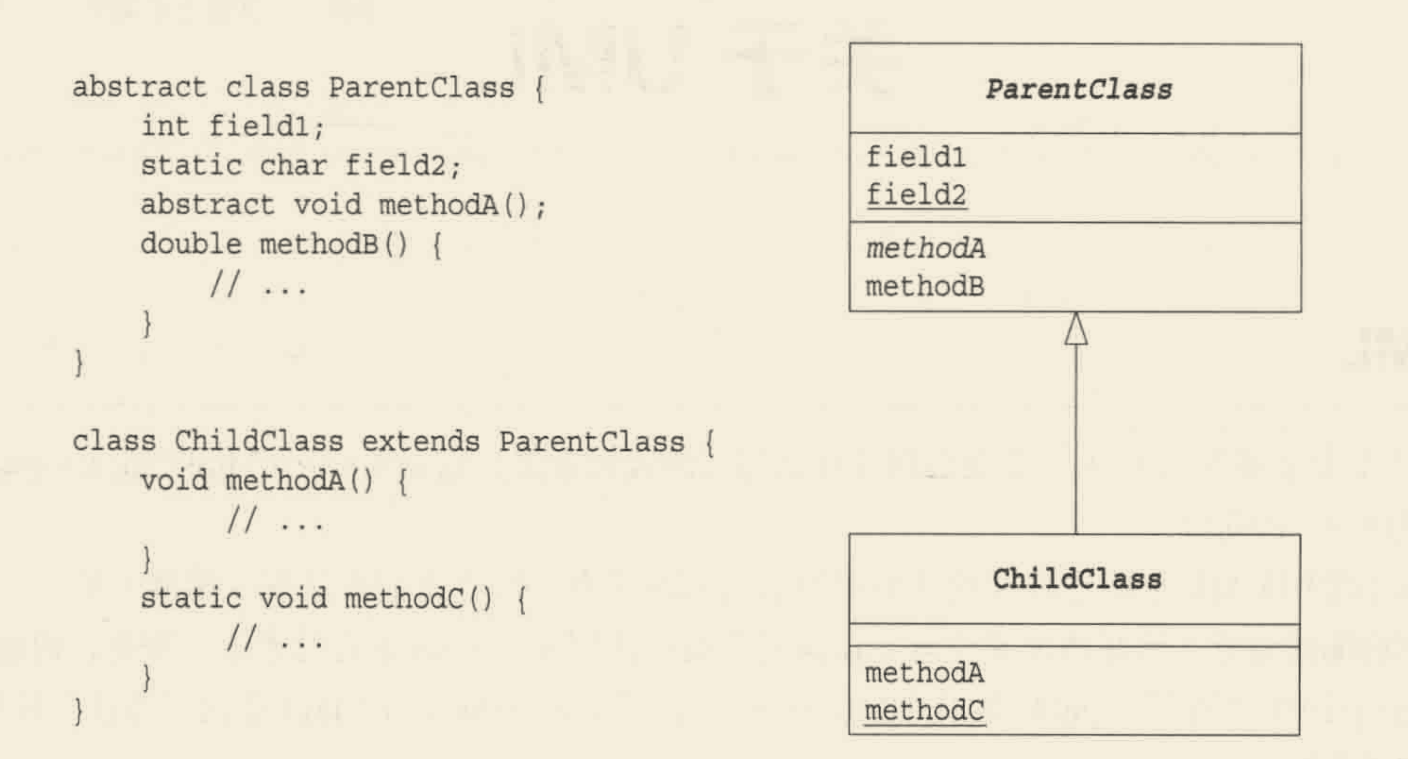 abstract class ParentClass {
int field1;
static char field2;
abstract void methodA();
double methodB() {
// ...
}
}
class ChildClass extends ParentClass {
void methodA() {
// ...
}
static void methodC() {
// ...
}
}
ParentClass
field1
field2
methodA
methodB
ChildClass
methodA
methodC